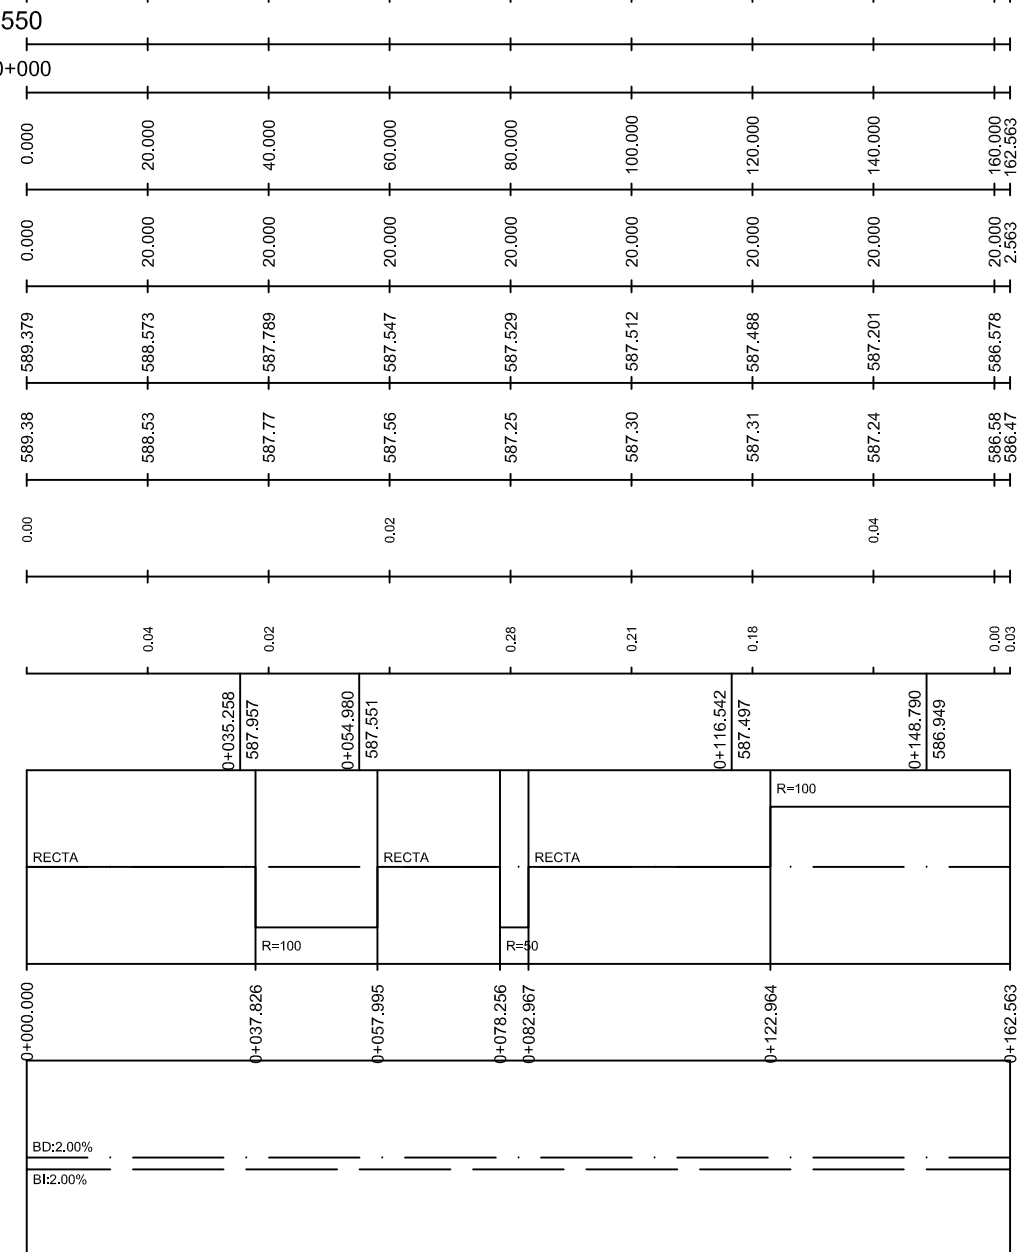 550
0+000
0.000 20.000 40.000 60.000 80.000 100.000 120.000 140.000 160.000 162.563
0.000 20.000 20.000 20.000 20.000 20.000 20.000 20.000 20.000 2.563
589.379 588.573 587.789 587.547 587.529 587.512 587.488 587.201 586.578
589.38 588.53 587.77 587.56 587.25 587.30 587.31 587.24 586.58 586.47
0.00 0.02 0.04
0.04 0.02 0.28 0.21 0.18 0.00 0.03
0+035.258 587.957 0+054.980 587.551 0+116.542 587.497 0+148.790 586.949
R=100
RECTA RECTA RECTA
R=100 R=50
0+000.000 0+037.826 0+057.995 0+078.256 0+082.967 0+122.964 0+162.563
BD:2.00%
BI:2.00%